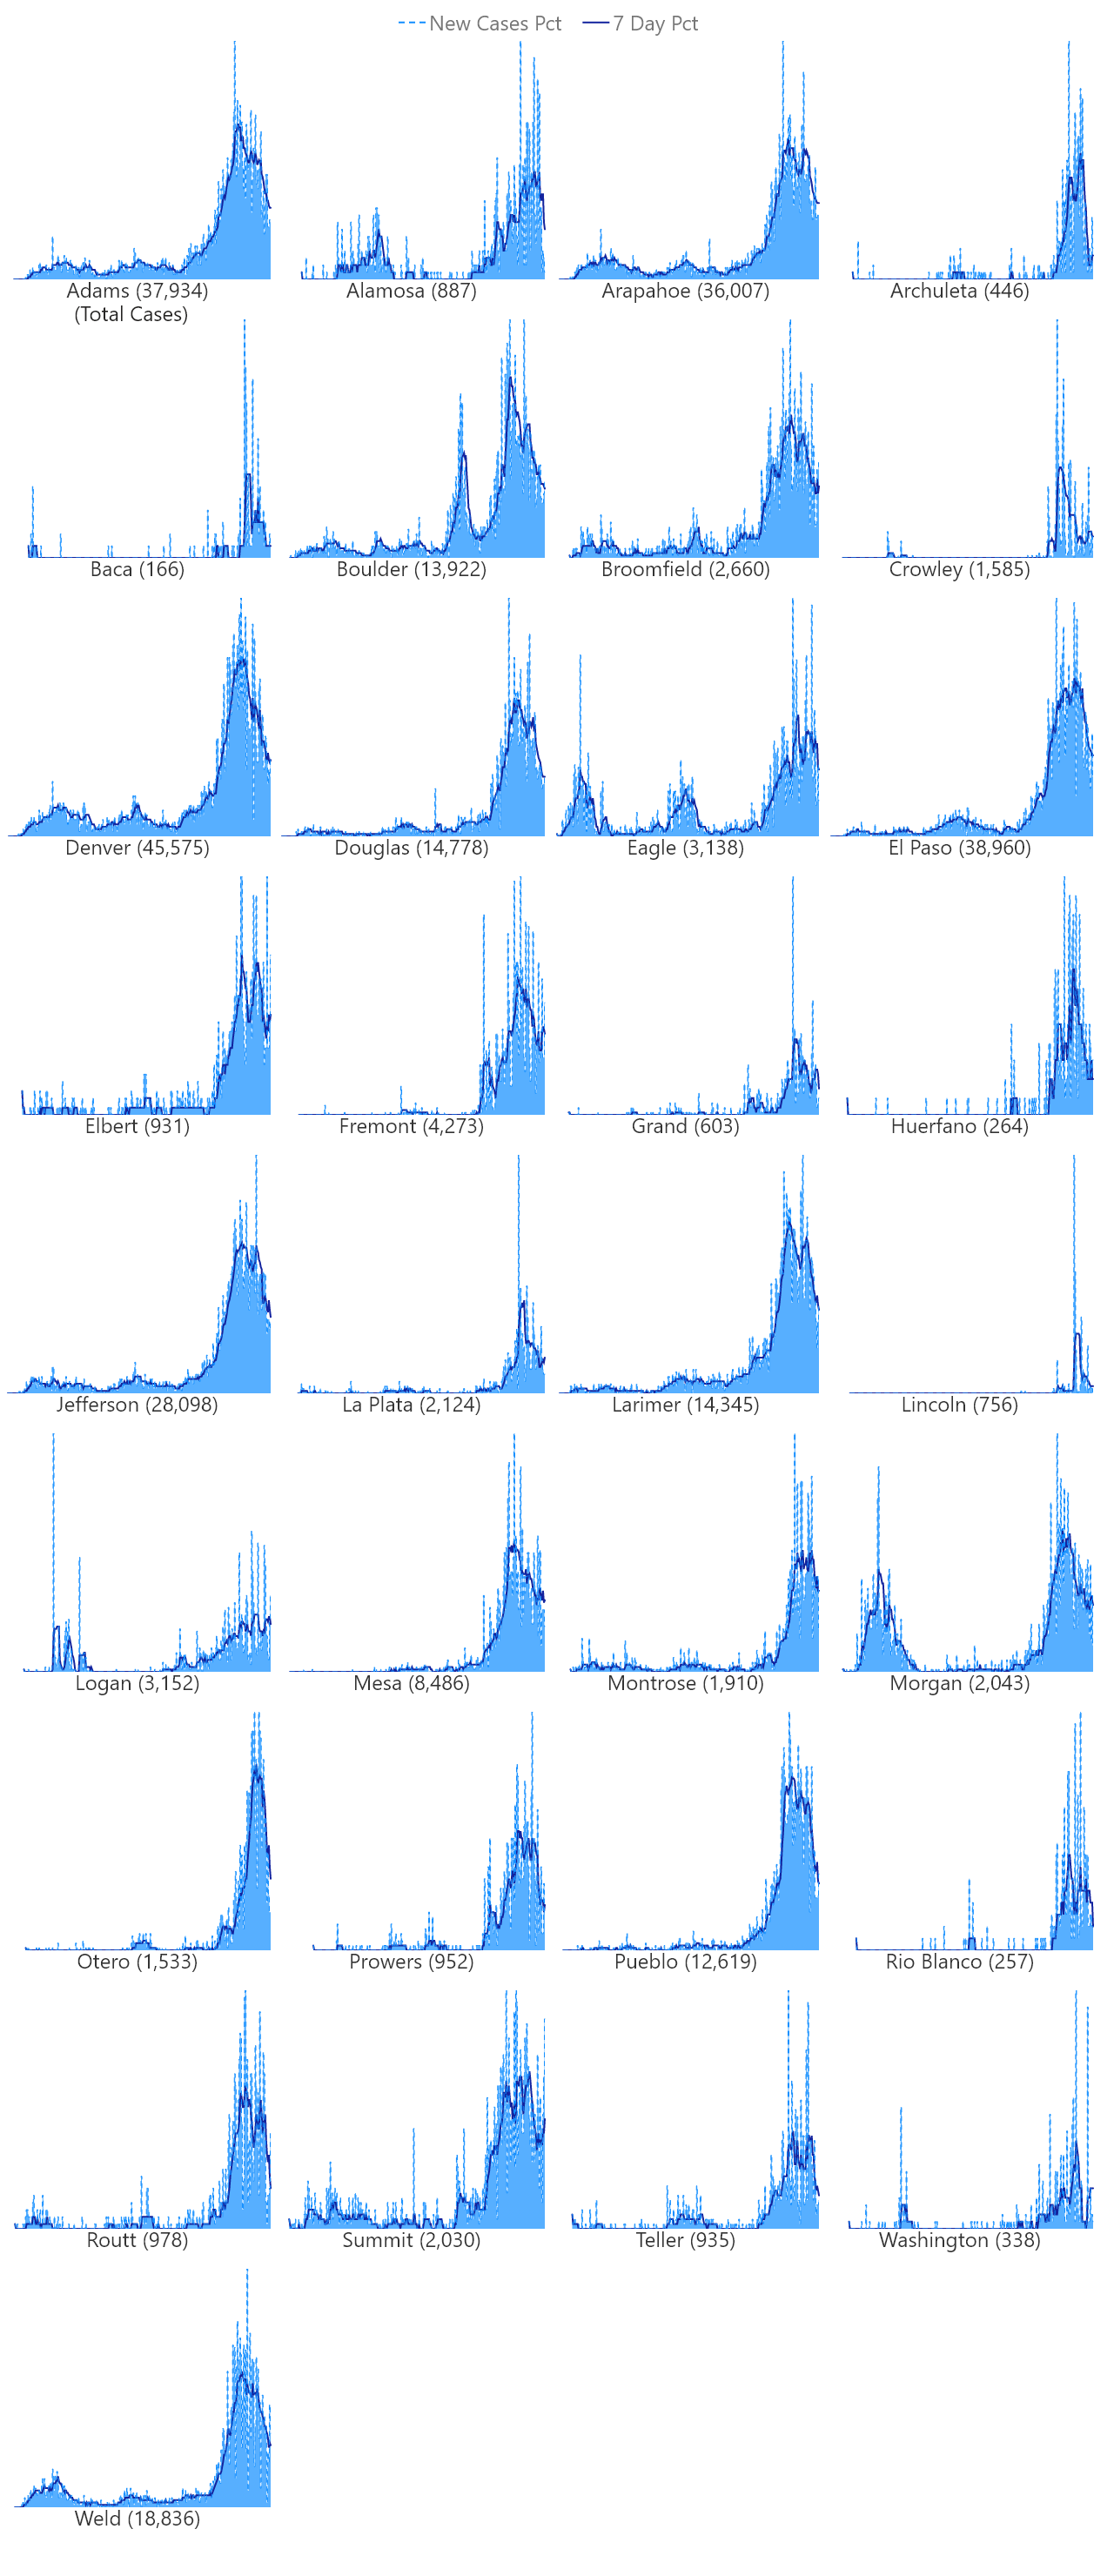 New Cases Pct 7 Day Pct
Adams (37,934) Alamosa (887) Arapahoe (36,007) Archuleta (446)
(Total Cases)
Baca (166) Boulder (13,922) Broomfield (2,660) Crowley (1,585)
Denver (45,575) Douglas (14,778) Eagle (3,138) El Paso (38,960)
Elbert (931) Fremont (4,273) Grand (603) Huerfano (264)
Jefferson (28,098) La Plata (2,124) Larimer (14,345) Lincoln (756)
Logan (3,152) Mesa (8,486) Montrose (1,910) Morgan (2,043)
Otero (1,533) Prowers (952) Pueblo (12,619) Rio Blanco (257)
Routt (978) Summit (2,030) Teller (935) Washington (338)
Weld (18,836)